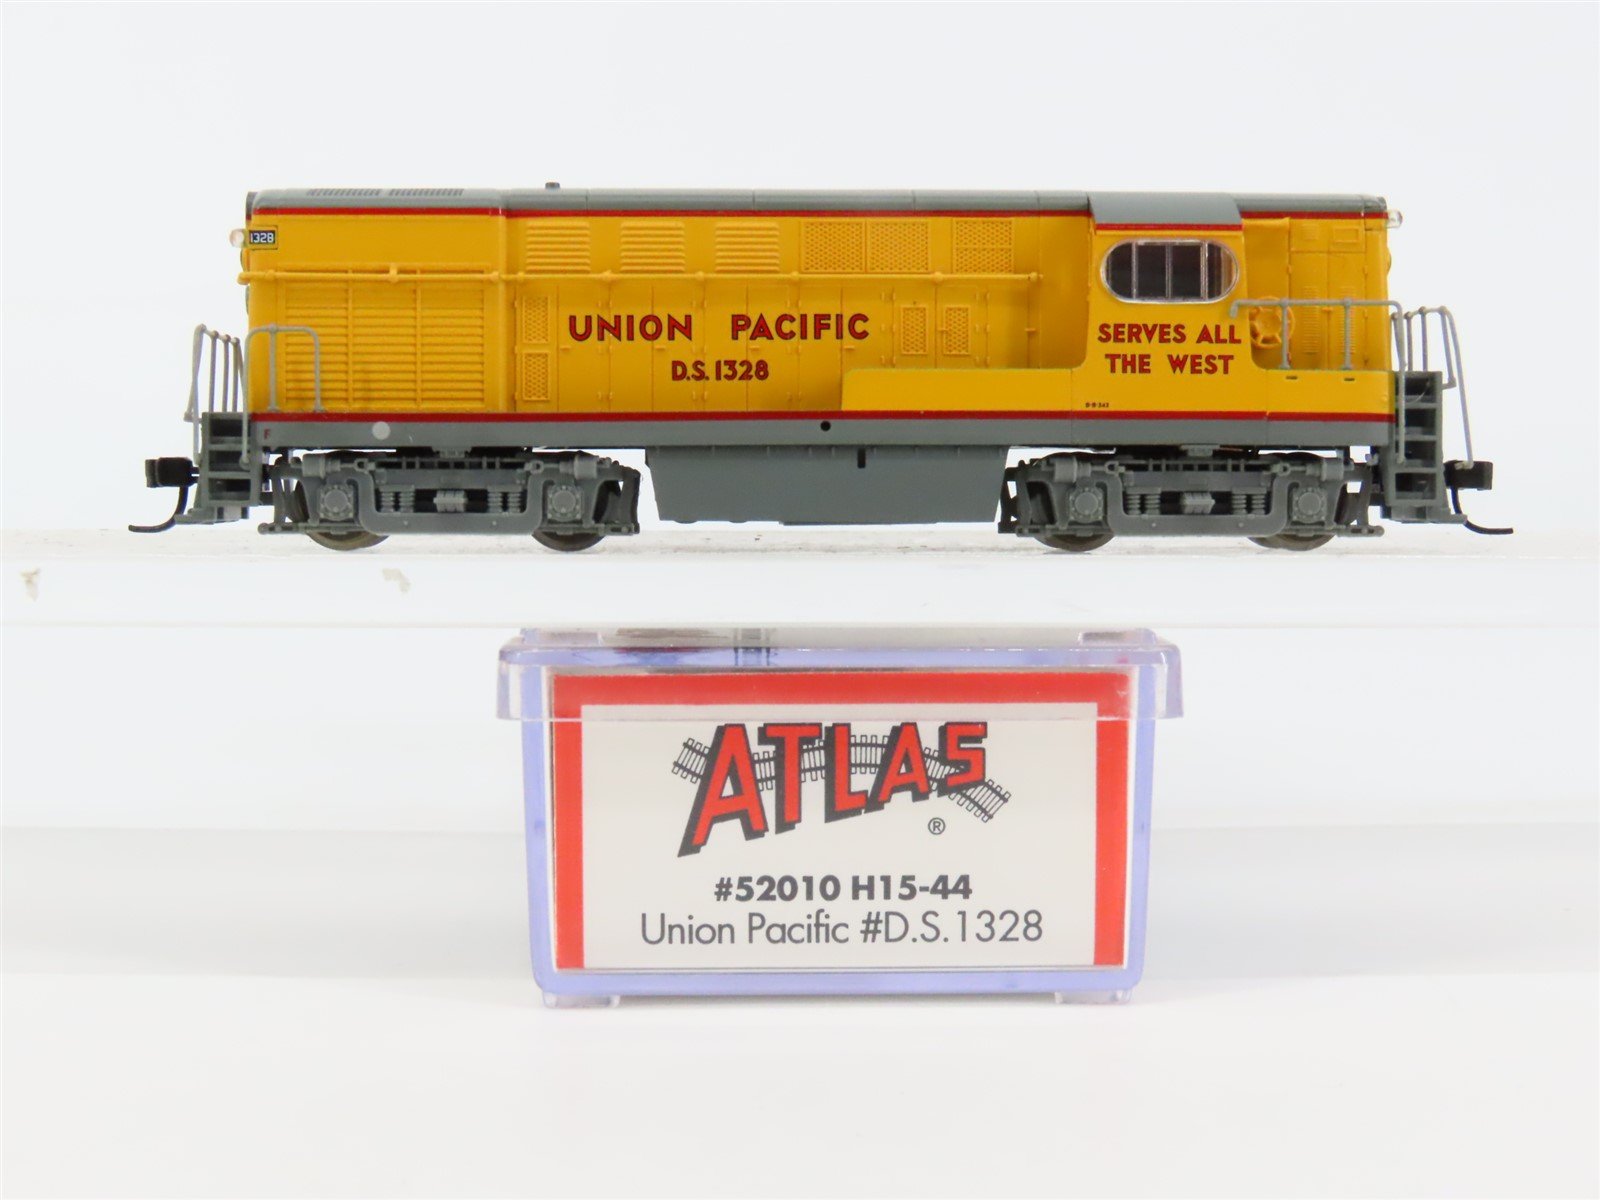 1328
UNION PACIFIC
D.S. 1328
SERVES ALL
THE WEST
F
ATLAS
®
#52010 H15-44
Union Pacific #D.S.1328